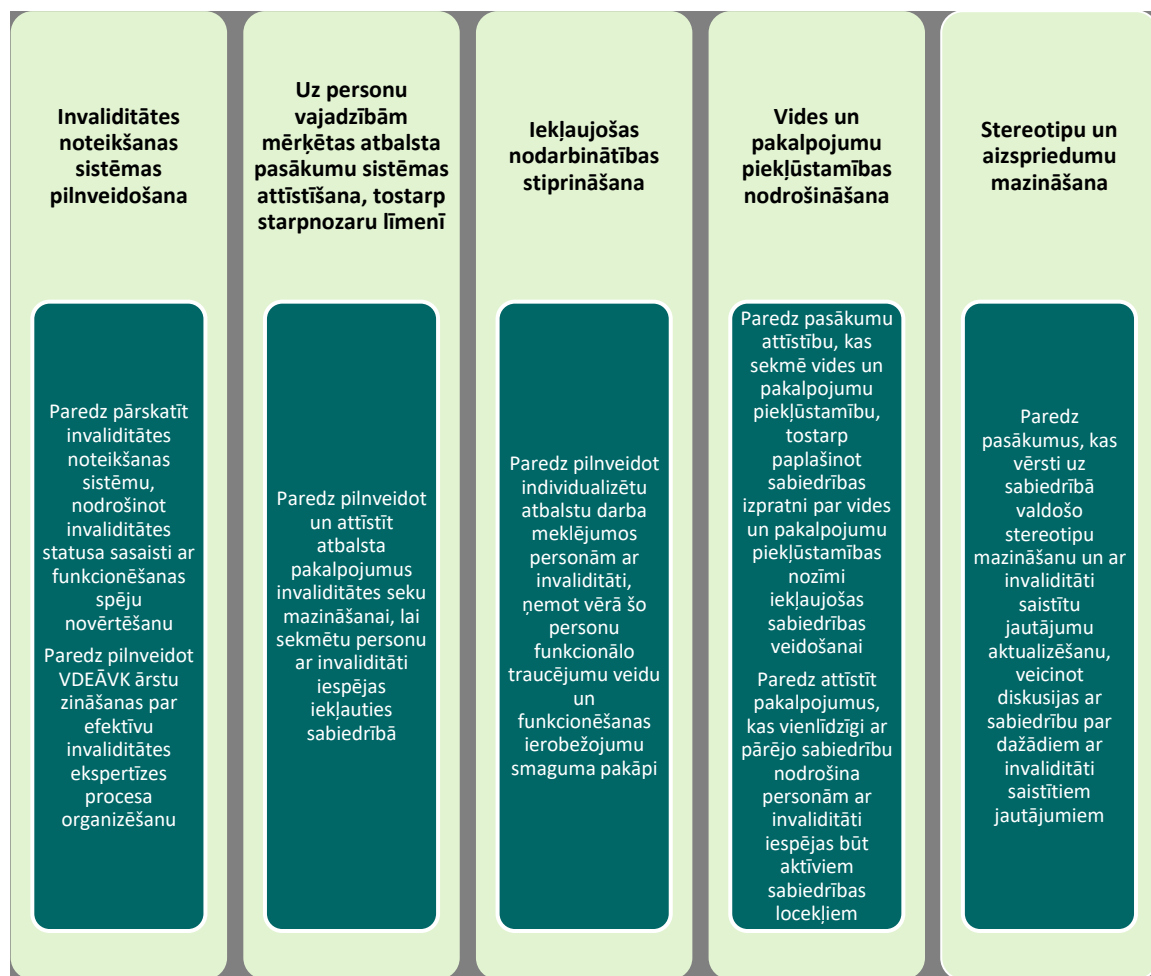 Invaliditātes
noteikšanas
sistēmas
pilnveidošana
Paredz pārskatīt
invaliditātes
noteikšanas
sistēmu,
nodrošinot
invaliditātes
statusa sasaisti ar
funkcionēšanas
spēju
novērtēšanu
Paredz pilnveidot
VDEĀVK ārstu
zināšanas par
efektīvu
invaliditātes
ekspertīzes
procesa
organizēšanu
Uz personu
vajadzībām
mērķētas atbalsta
pasākumu sistēmas
attīstīšana, tostarp
starpnozaru līmenī
Paredz pilnveidot
un attīstīt
atbalsta
pakalpojumus
invaliditātes seku
mazināšanai, lai
sekmētu personu
ar invaliditāti
iespējas
iekļauties
sabiedrībā
Iekļaujošas
nodarbinātības
stiprināšana
Paredz pilnveidot
individualizētu
atbalstu darba
meklējumos
personām ar
invaliditāti,
ņemot vērā šo
personu
funkcionālo
traucējumu veidu
un
funkcionēšanas
ierobežojumu
smaguma pakāpi
Vides un
pakalpojumu
piekļūstamības
nodrošināšana
Paredz pasākumu
attīstību, kas
sekmē vides un
pakalpojumu
piekļūstamību,
tostarp
paplašinot
sabiedrības
izpratni par vides
un pakalpojumu
piekļūstamības
nozīmi
iekļaujošas
sabiedrības
veidošanai
Paredz attīstīt
pakalpojumus,
kas vienlīdzīgi ar
pārējo sabiedrību
nodrošina
personām ar
invaliditāti
iespējas būt
aktīviem
sabiedrības
locekļiem
Stereotipu un
aizspriedumu
mazināšana
Paredz
pasākumus, kas
vērsti uz
sabiedrībā
valdošo
stereotipu
mazināšanu un ar
invaliditāti
saistītu
jautājumu
aktualizēšanu,
veicinot
diskusijas ar
sabiedrību par
dažādiem ar
invaliditāti
saistītiem
jautājumiem